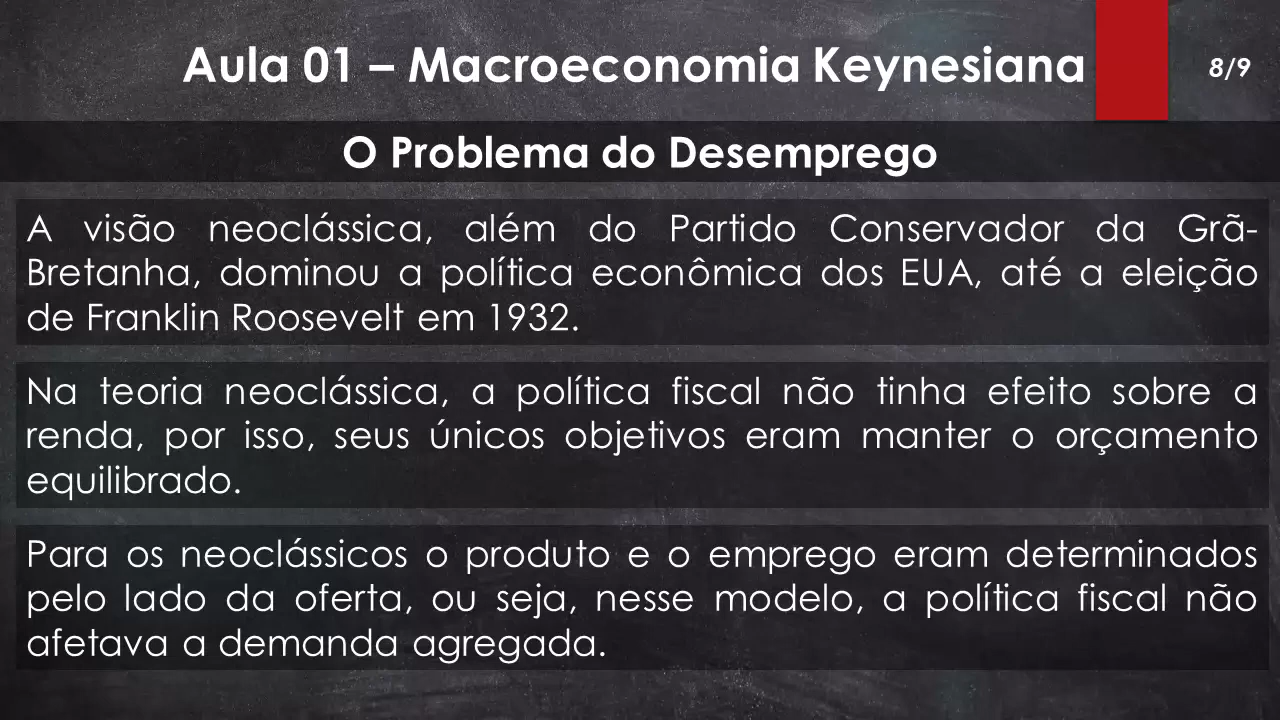 Aula 01 – Macroeconomia Keynesiana
8/9
O Problema do Desemprego
A visão neoclássica, além do Partido Conservador da Grã-
Bretanha, dominou a política econômica dos EUA, até a eleição
de Franklin Roosevelt em 1932.
Na teoria neoclássica, a política fiscal não tinha efeito sobre a
renda, por isso, seus únicos objetivos eram manter o orçamento
equilibrado.
Para os neoclássicos o produto e o emprego eram determinados
pelo lado da oferta, ou seja, nesse modelo, a política fiscal não
afetava a demanda agregada.